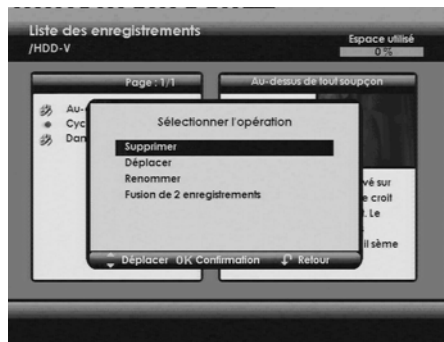 Liste des enregistrements
/HDD-V
Espace utilisé
0%
Page : 1/1
Au-dessus de tout soupçon
Au-
Cyc
Dan
Sélectionner l'opération
Supprimer
Déplacer
Renommer
Fusion de 2 enregistrements
vé sur
e croit
Le
il sème
Déplacer OK Confirmation Retour